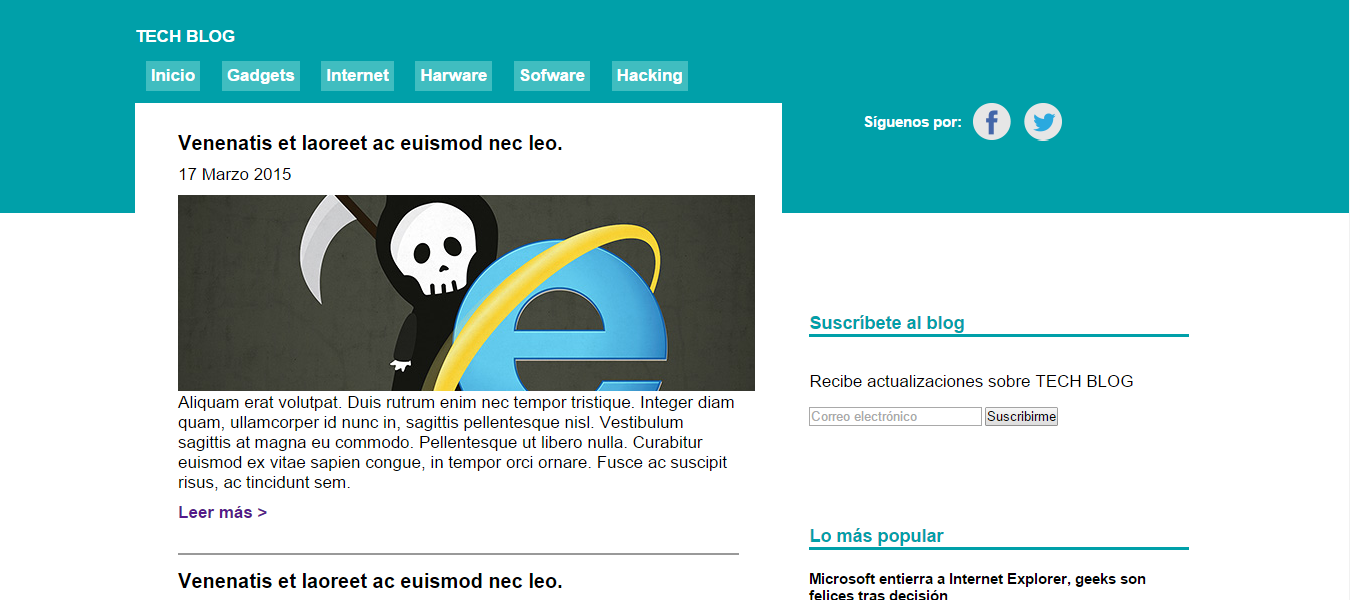 TECH BLOG
Inicio Gadgets Internet Harware Sofware Hacking
Síguenos por:
Venenatis et laoreet ac euismod nec leo.
17 Marzo 2015
Aliquam erat volutpat. Duis rutrum enim nec tempor tristique. Integer diam
quam, ullamcorper id nunc in, sagittis pellentesque nisl. Vestibulum
sagittis at magna eu commodo. Pellentesque ut libero nulla. Curabitur
euismod ex vitae sapien congue, in tempor orci ornare. Fusce ac suscipit
risus, ac tincidunt sem.
Leer más >
Venenatis et laoreet ac euismod nec leo.
Suscríbete al blog
Recibe actualizaciones sobre TECH BLOG
Correo electrónico Suscribirme
Lo más popular
Microsoft entierra a Internet Explorer, geeks son
felices tras decisión